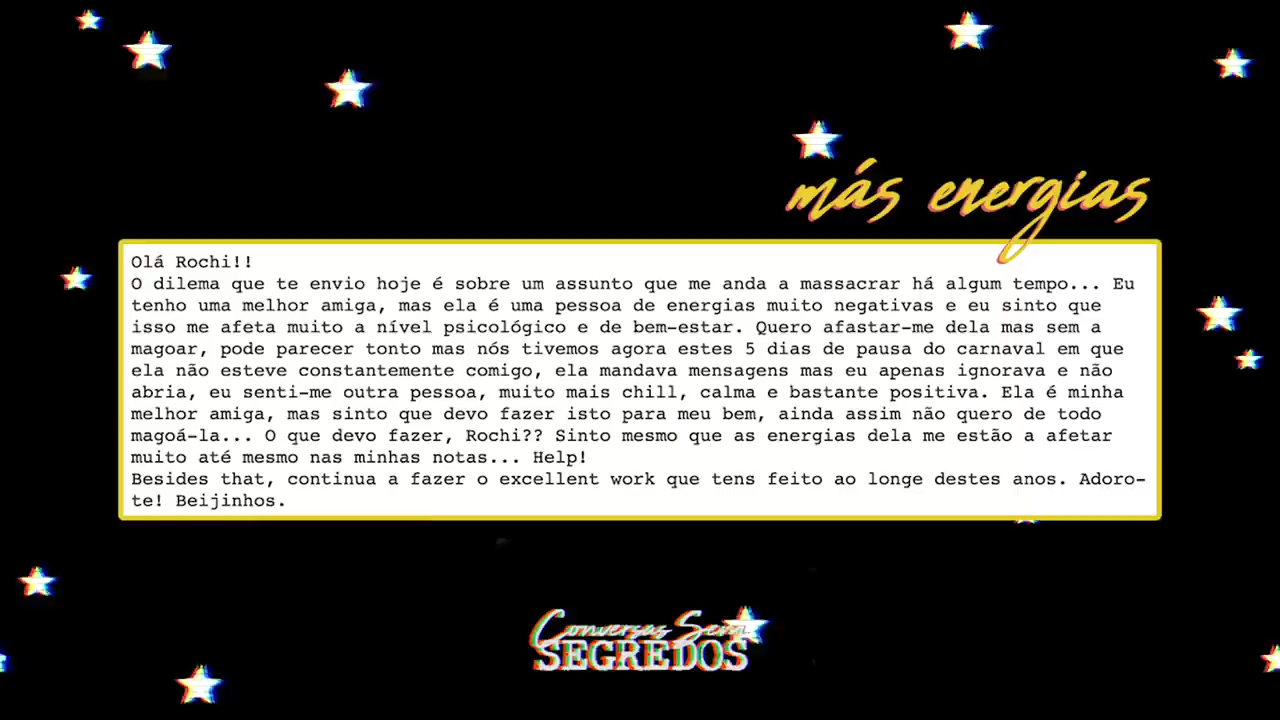 más energias
Olá Rochi!!
O dilema que te envio hoje é sobre um assunto que me anda a massacrar há algum tempo... Eu
tenho uma melhor amiga, mas ela é uma pessoa de energias muito negativas e eu sinto que
isso me afeta muito a nível psicológico e de bem-estar. Quero afastar-me dela mas sem a
magoar, pode parecer tonto mas nós tivemos agora estes 5 dias de pausa do carnaval em que
ela não esteve constantemente comigo, ela mandava mensagens mas eu apenas ignorava e não
abria, eu senti-me outra pessoa, muito mais chill, calma e bastante positiva. Ela é minha
melhor amiga, mas sinto que devo fazer isto para meu bem, ainda assim não quero de todo
magoá-la... O que devo fazer, Rochi?? Sinto mesmo que as energias dela me estão a afetar
muito até mesmo nas minhas notas... Help!
Besides that, continua a fazer o excellent work que tens feito ao longe destes anos. Adoro-
te! Beijinhos.
Conversas Sem
SEGREDOS